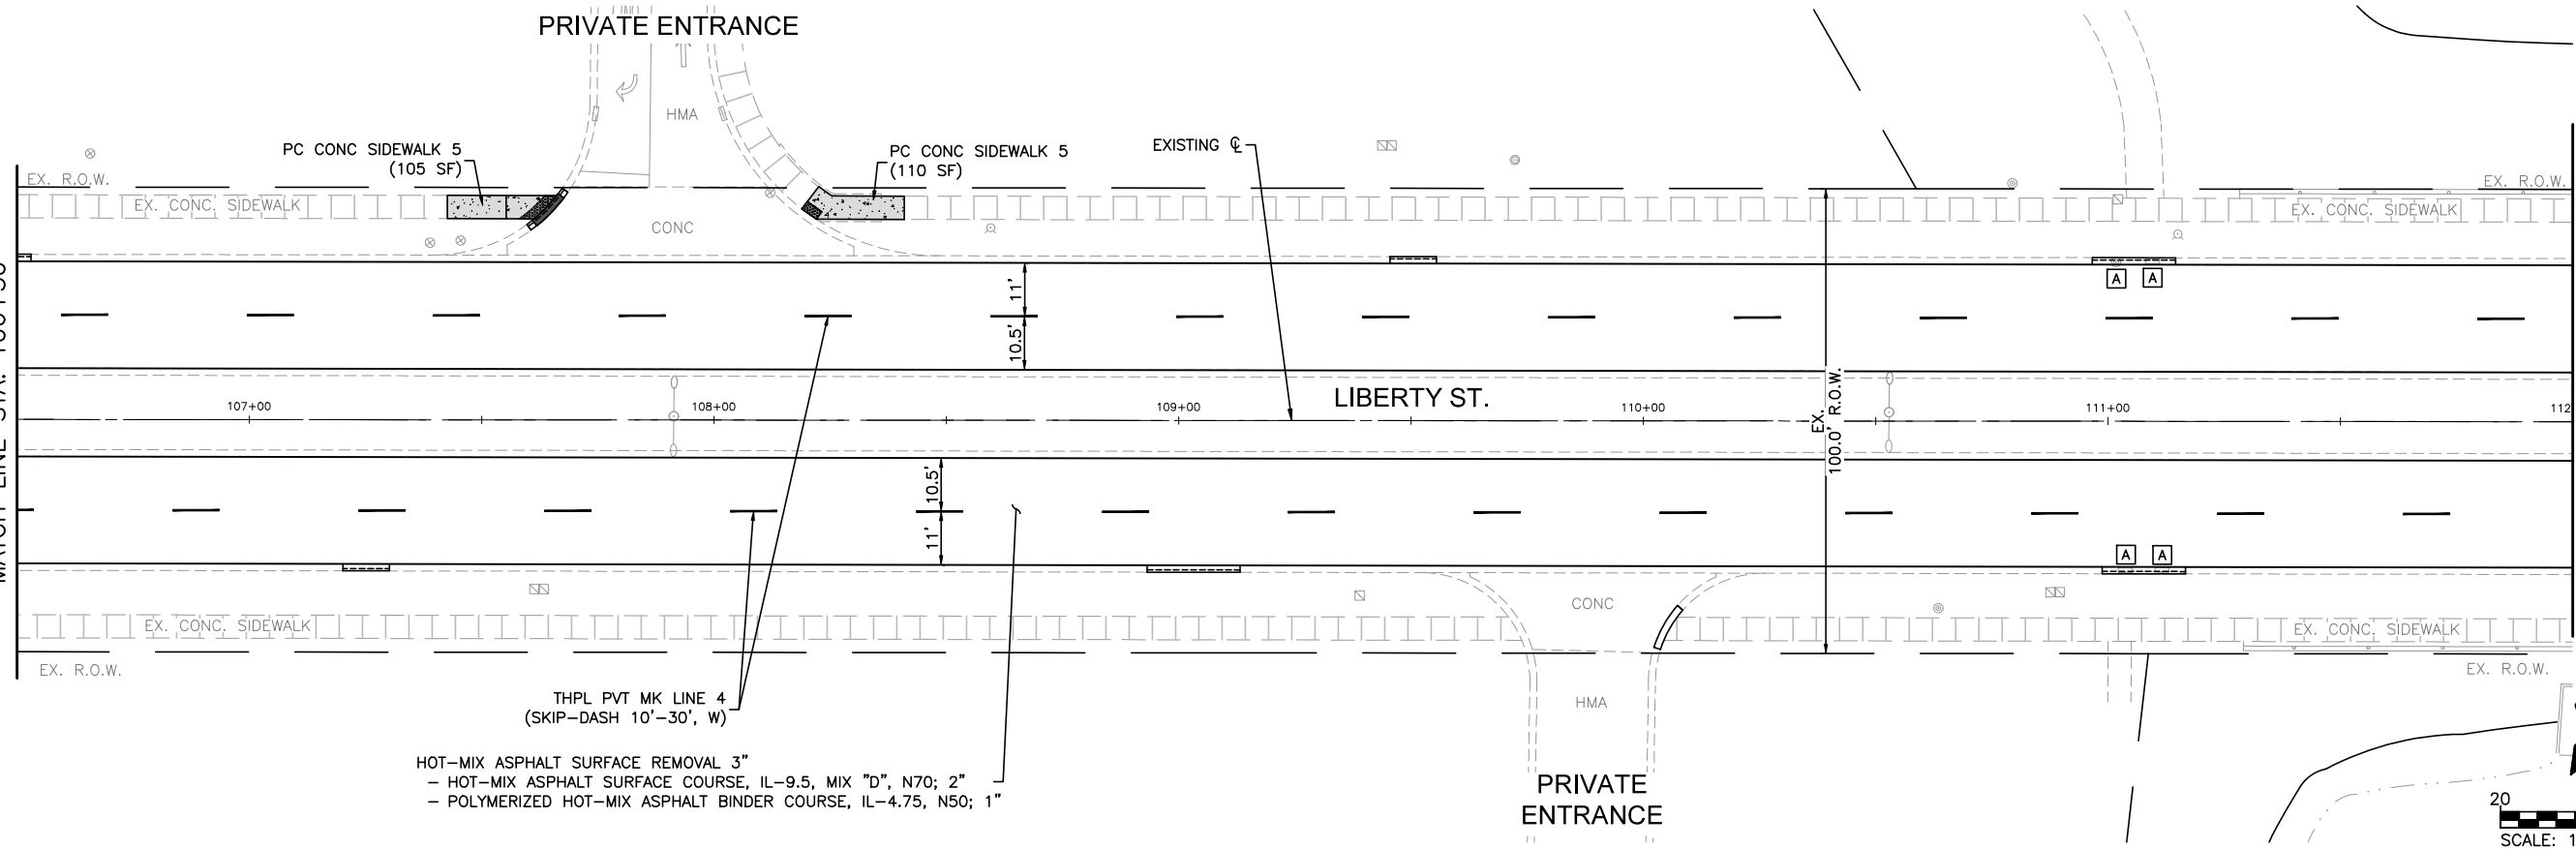 PRIVATE ENTRANCE
HMA
PC CONC SIDEWALK 5
(105 SF)
PC CONC SIDEWALK 5
(110 SF)
EXISTING ℄
EX. R.O.W.
EX. R.O.W.
EX. CONC. SIDEWALK
EX. CONC. SIDEWALK
CONC
A A
11'
10.5'
LIBERTY ST.
EX.
100.0' R.O.W.
107+00
108+00
109+00
110+00
111+00
112
10.5'
11'
A A
CONC
EX. CONC. SIDEWALK
EX. CONC. SIDEWALK
EX. R.O.W.
EX. R.O.W.
THPL PVT MK LINE 4
(SKIP-DASH 10'-30', W)
HMA
HOT-MIX ASPHALT SURFACE REMOVAL 3"
- HOT-MIX ASPHALT SURFACE COURSE, IL-9.5, MIX "D", N70; 2"
- POLYMERIZED HOT-MIX ASPHALT BINDER COURSE, IL-4.75, N50; 1"
PRIVATE
ENTRANCE
20
SCALE: 1